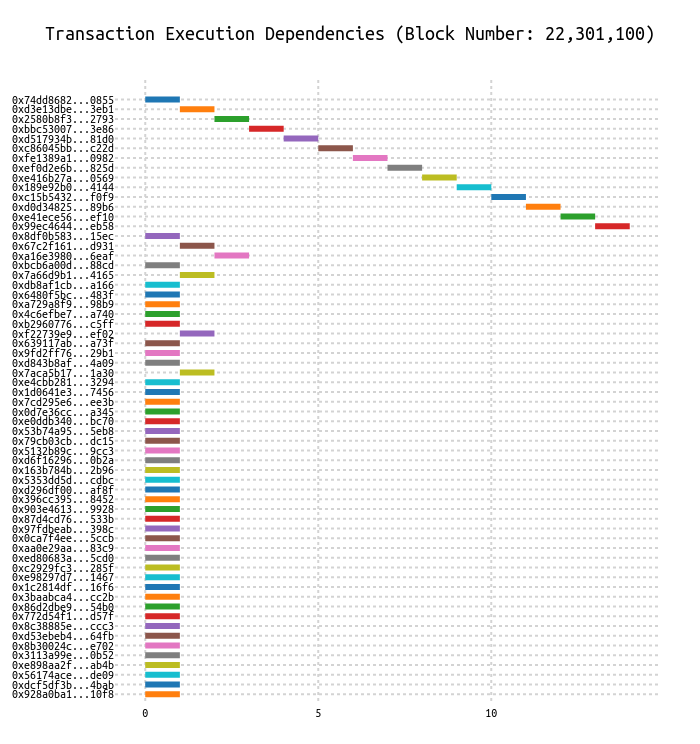 Transaction Execution Dependencies (Block Number: 22,301,100)
0x74dd8682...0855
0xd3e13dbe...3eb1
0x2580b8f3...2793
0xbbc53007...3e86
0xd517934b...81d0
0xc86045bb...c22d
0xfe1389a1...0982
0xef0d2e6b...825d
0xe416b27a...0569
0x189e92b0...4144
0xc15b5432...f0f9
0xd0d34825...89b6
0xe41ece56...ef10
0x99ec4644...eb58
0x8df0b583...15ec
0x67c2f161...d931
0xa16e3980...6eaf
0xbcb6a00d...88cd
0x7a66d9b1...4165
0xdb8af1cb...a166
0x6480f5bc...483f
0xa729a8f9...98b9
0x4c6efbe7...a740
0xb2960776...c5ff
0xf22739e9...ef02
0x639117ab...a73f
0x9fd2ff76...29b1
0xd843b8af...4a09
0x7aca5b17...1a30
0xe4cbb281...3294
0x1d0641e3...7456
0x7cd295e6...ee3b
0x0d7e36cc...a345
0xe0ddb340...bc70
0x53b74a95...5eb8
0x79cb03cb...dc15
0x5132b89c...9cc3
0xd6f16296...0b2a
0x163b784b...2b96
0x5353dd5d...cdbc
0xd296df00...af8f
0x396cc395...8452
0x903e4613...9928
0x87d4cd76...533b
0x97fdbeab...398c
0x0ca7f4ee...5ccb
0xaa0e29aa...83c9
0xed80683a...5cd0
0xc2929fc3...285f
0xe98297d7...1467
0x1c2814df...16f6
0x3baabca4...cc2b
0x86d2dbe9...54b0
0x772d54f1...d57f
0x8c38885e...ccc3
0xd53ebeb4...64fb
0x8b30024c...e702
0x3113a99e...0b52
0xe898aa2f...ab4b
0x56174ace...de09
0xdcf5df3b...4bab
0x928a0ba1...10f8
0 5 10